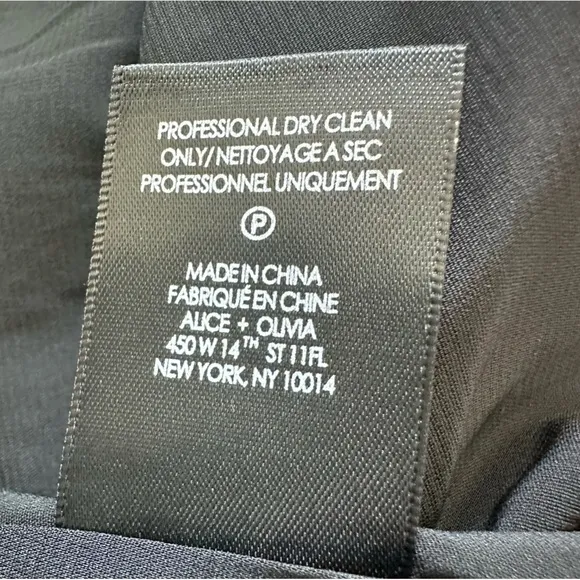 PROFESSIONAL DRY CLEAN
ONLY/ NETTOYAGE A SEC
PROFESSIONNEL UNIQUEMENT
P
MADE IN CHINA
FABRIQUÉ EN CHINE
ALICE + OLIVIA
450 W 14TH ST 11FL
NEW YORK, NY 10014